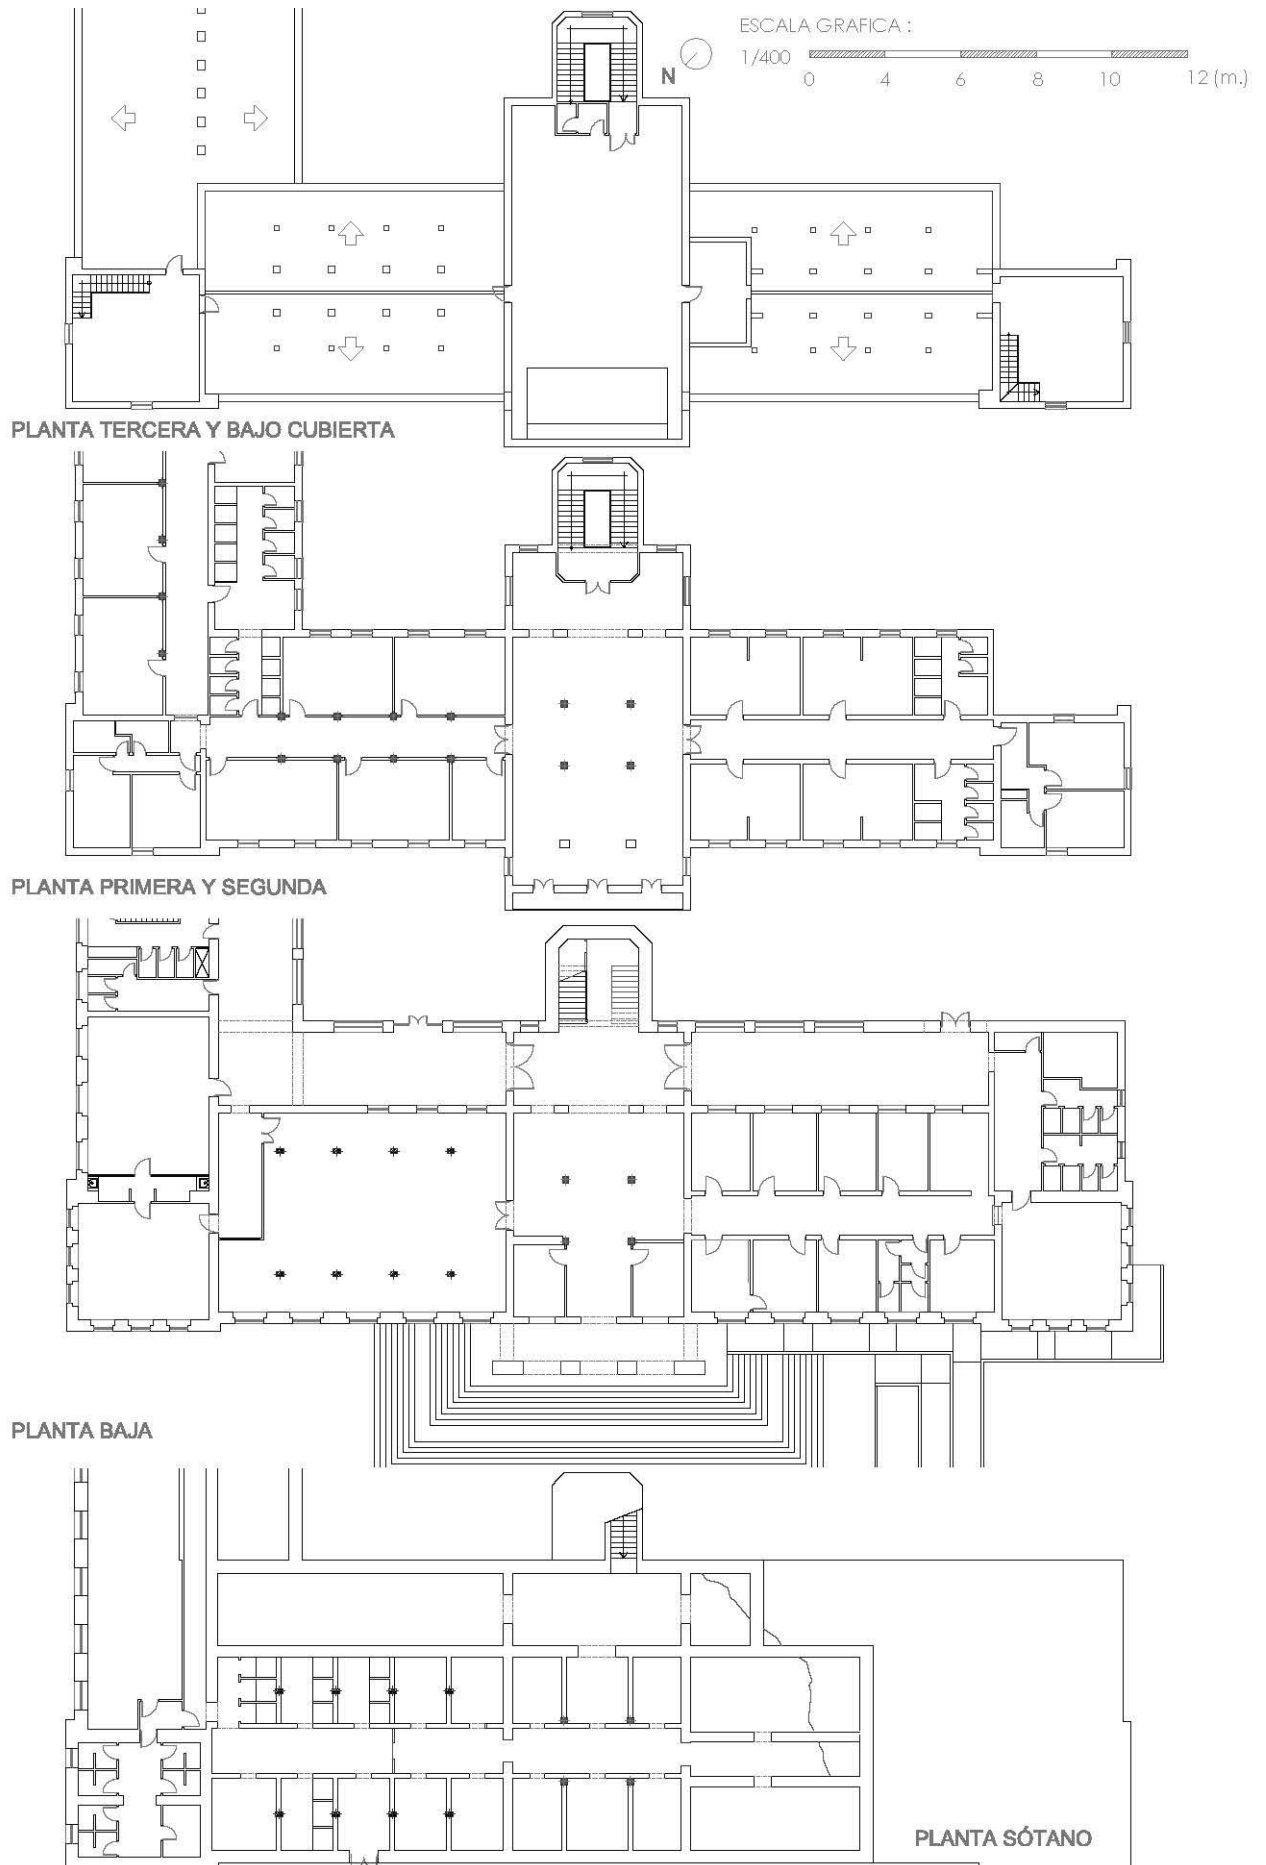 ESCALA GRAFICA :
N
1/400
0 4 6 8 10 12 (m.)
PLANTA TERCERA Y BAJO CUBIERTA
PLANTA PRIMERA Y SEGUNDA
PLANTA BAJA
PLANTA SÓTANO